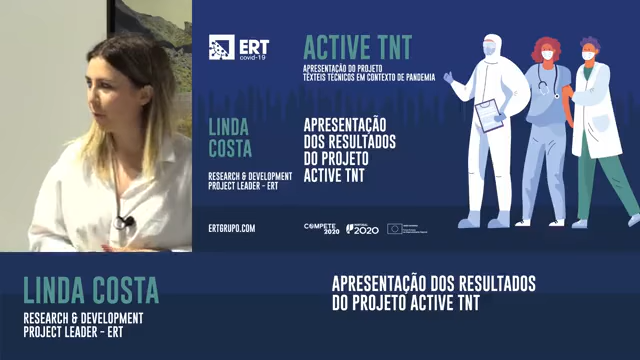 ERT
covid-19
ACTIVE TNT
APRESENTAÇÃO DO PROJETO
TÊXTEIS TÉCNICOS EM CONTEXTO DE PANDEMIA
LINDA
COSTA
RESEARCH & DEVELOPMENT
PROJECT LEADER – ERT
APRESENTAÇÃO
DOS RESULTADOS
DO PROJETO
ACTIVE TNT
ERTGRUPO.COM
COMPETE
2020
2020
LINDA COSTA
RESEARCH & DEVELOPMENT
PROJECT LEADER – ERT
APRESENTAÇÃO DOS RESULTADOS
DO PROJETO ACTIVE TNT